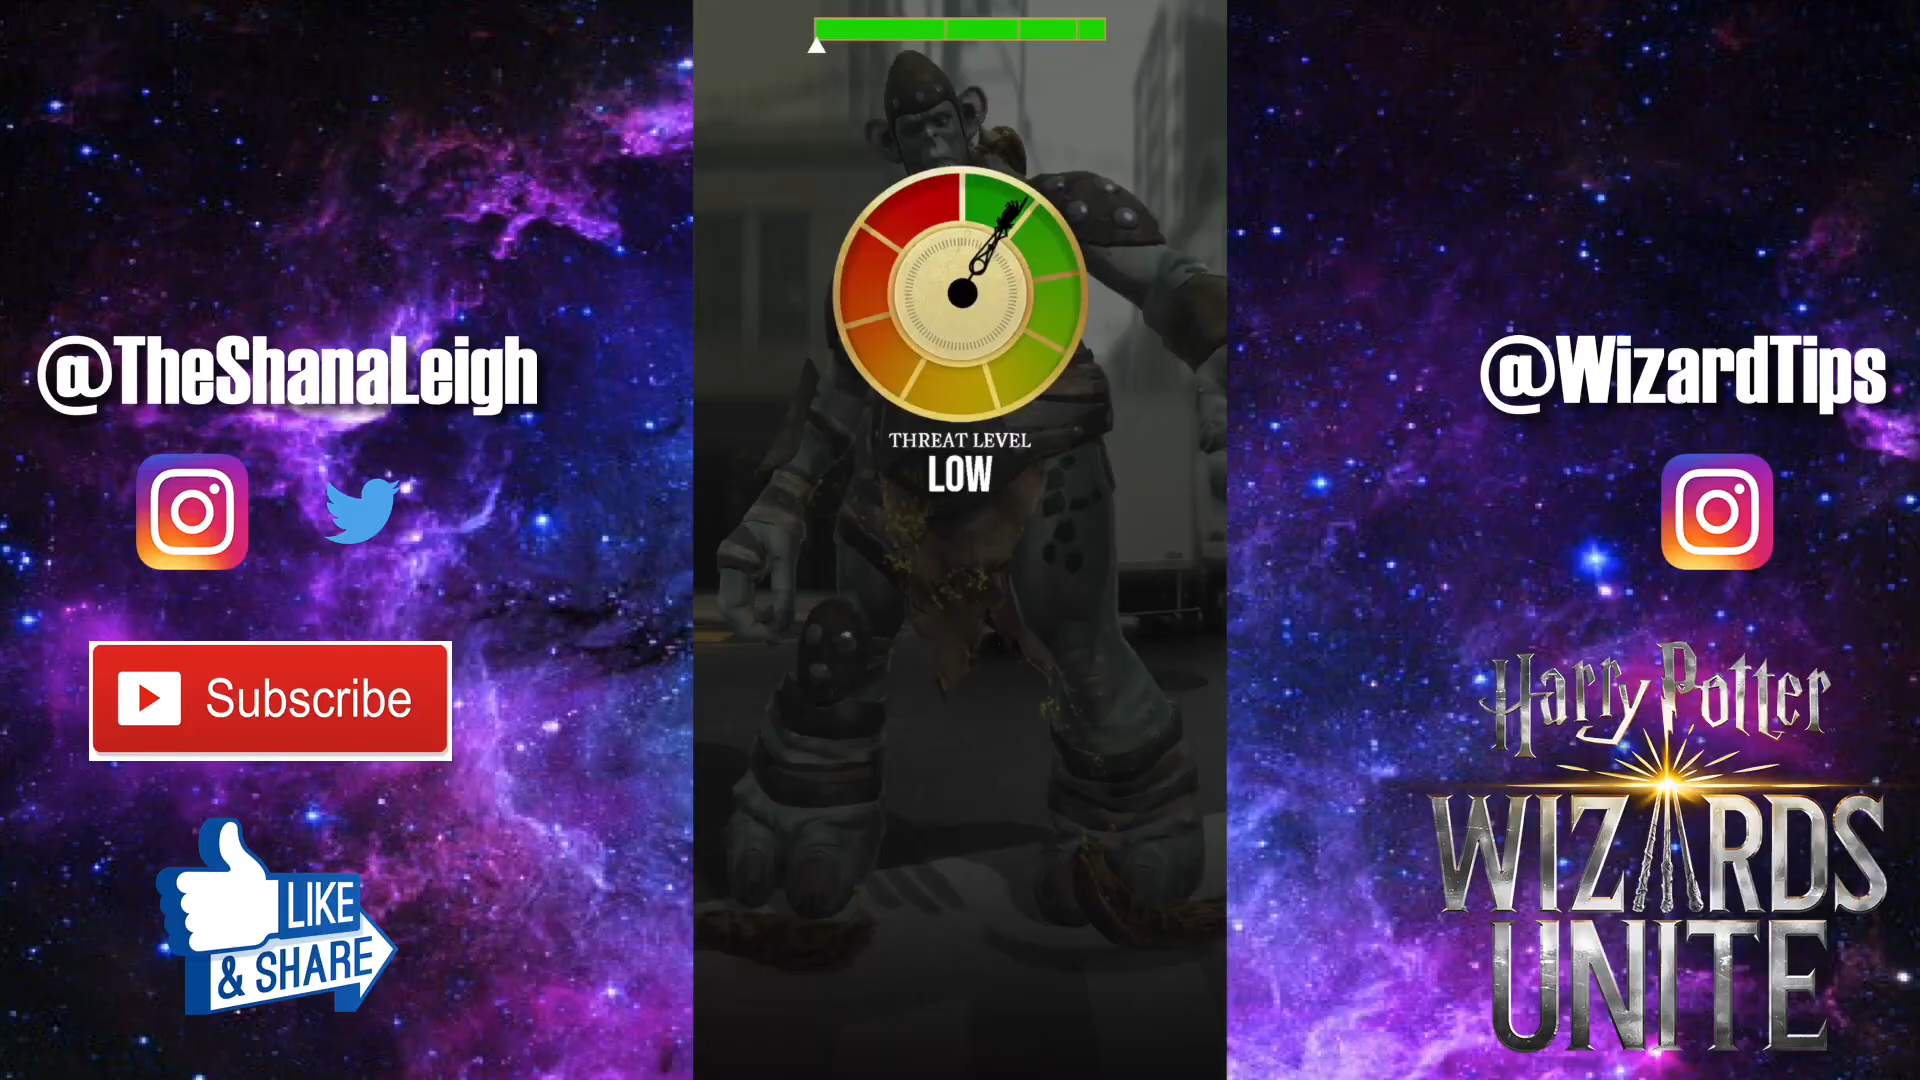 @TheShanaLeigh
Subscribe
LIKE
& SHARE
THREAT LEVEL
LOW
@WizardTips
Harry Potter
WIZARDS
UNITE